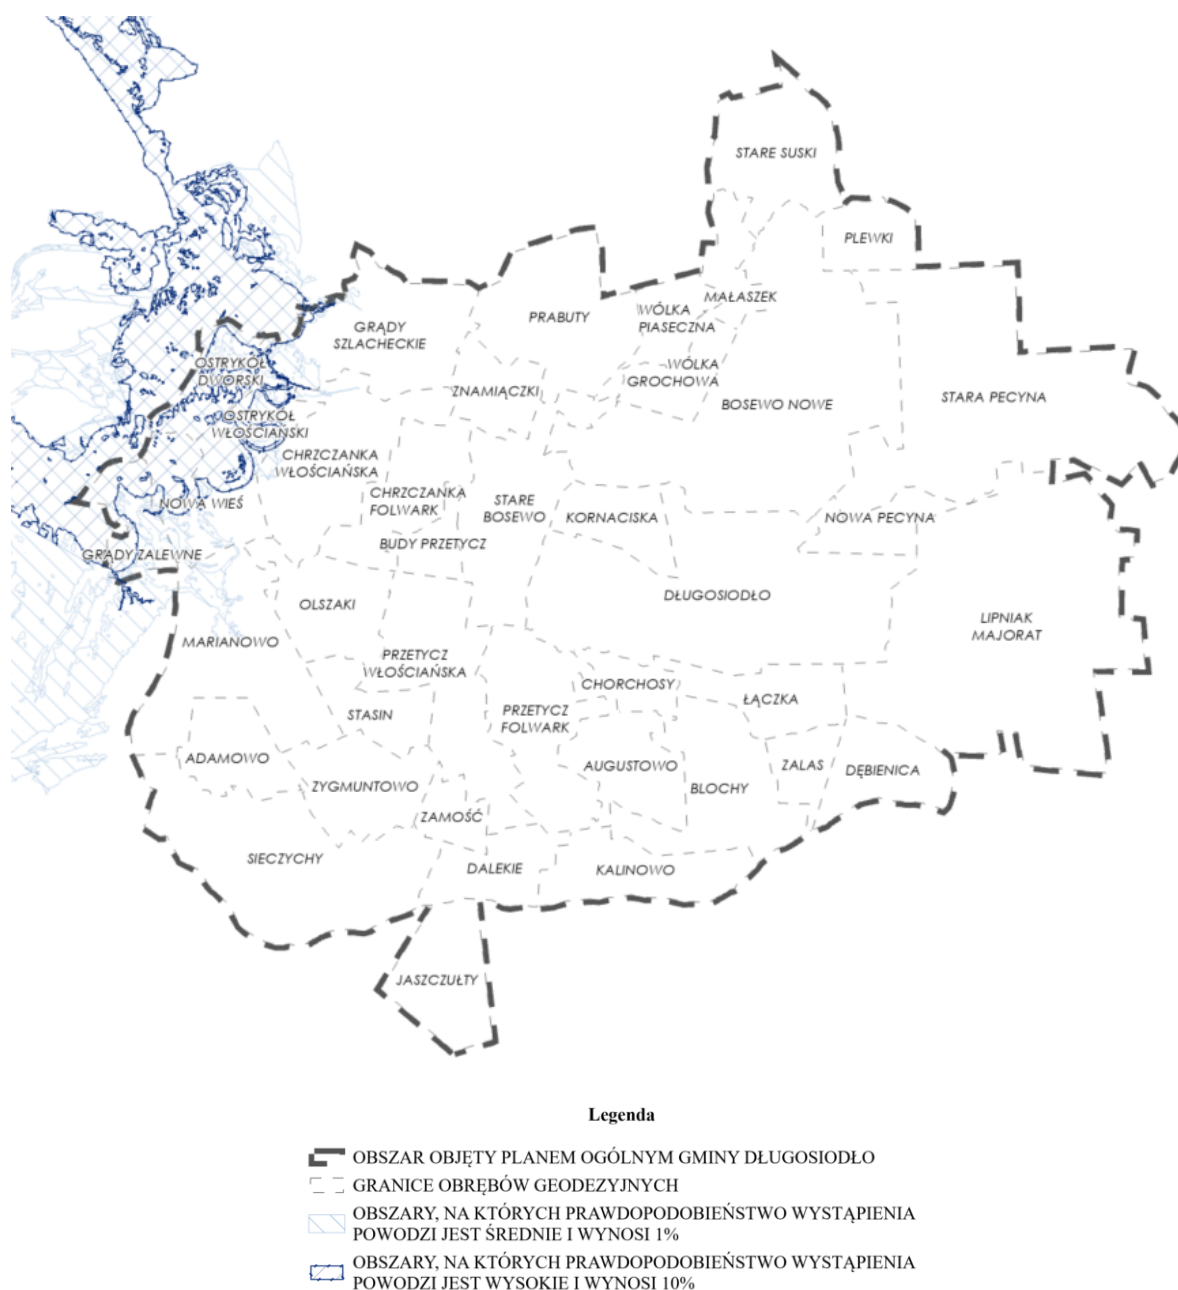 STARE SUSKI
PLEWKI
MAŁASZEK
PRABUTY
WÓLKA
PIASECZNA
GRĄDY
SZLACHECKIE
OSTRYKÓŁ
DWORSKI
WÓLKA
GROCHOWA
ZNAMIĄCZKI
STARA PECYNA
BOSEWO NOWE
OSTRYKÓŁ
WŁOŚCIAŃSKI
CHRZCZANKA
WŁOŚCIAŃSKA
CHRZCZANKA
FOLWARK
STARE
BOSEWO
NOWA WIEŚ
KORNACISKA
NOWA PECYNA
BUDY PRZETYCZ
GRĄDY ZALEWNE
DŁUGOSIODŁO
OLSZAKI
LIPNIAK
MAJORAT
MARIANOWO
PRZETYCZ
WŁOŚCIAŃSKA
CHORCHOSY
ŁĄCZKA
STASIN
PRZETYCZ
FOLWARK
ADAMOWO
AUGUSTOWO
ZALAS
DĘBIENICA
ZYGMUNTOWO
BLOCHY
ZAMOŚĆ
SIECZYCHY
DALEKIE
KALINOWO
JASZCZUŁTY
Legenda
OBSZAR OBJĘTY PLANEM OGÓLNYM GMINY DŁUGOSIODŁO
GRANICE OBRĘBÓW GEODEZYJNYCH
OBSZARY, NA KTÓRYCH PRAWDOPODOBIEŃSTWO WYSTĄPIENIA
POWODZI JEST ŚREDNIE I WYNOSI 1%
OBSZARY, NA KTÓRYCH PRAWDOPODOBIEŃSTWO WYSTĄPIENIA
POWODZI JEST WYSOKIE I WYNOSI 10%